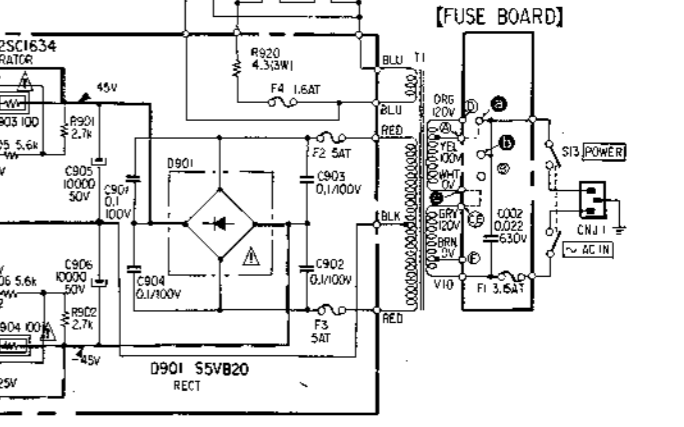 【FUSE BOARD】
2SC1634
RATOR
45V
903 100
R901
2.7k
05 5.6k
C905
10000
50V
R920
4.3(3W)
F4 1.6AT
BLU
T1
BLU
RED
F2 5AT
D901
C901
0.1
100V
C903
0.1/100V
BLK
C904
0.1/100V
C902
0.1/100V
F3
5AT
RED
C906
10000
50V
06 5.6k
R902
2.7k
904 100
-45V
25V
D901 S5VB20
RECT
ORG
120V
D
a
A
YEL
100V
b
C
WHT
0V
GRY
120V
E
BRN
0V
F
V10
0.022
630V
F1 3.15AT
S13 POWER
CNJ1
~ AC IN